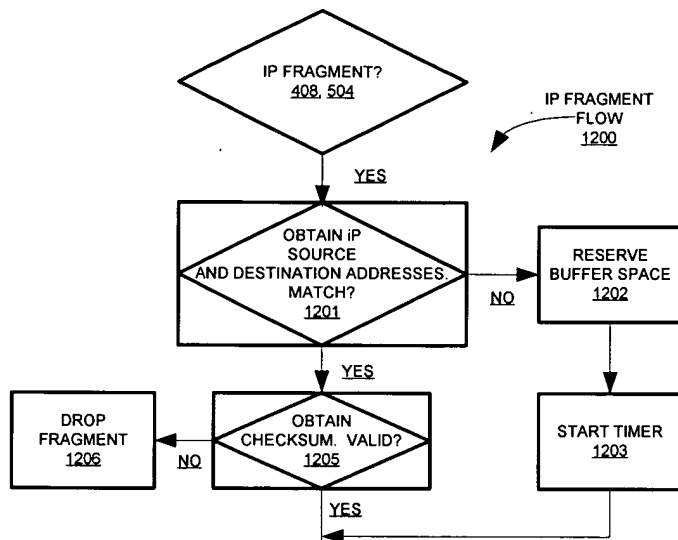 IP FRAGMENT?
408, 504
IP FRAGMENT
FLOW
1200
YES
OBTAIN iP
SOURCE
AND DESTINATION ADDRESSES.
MATCH?
1201
NO
RESERVE
BUFFER SPACE
1202
YES
DROP
FRAGMENT
1206
NO
OBTAIN
CHECKSUM. VALID?
1205
START TIMER
1203
YES